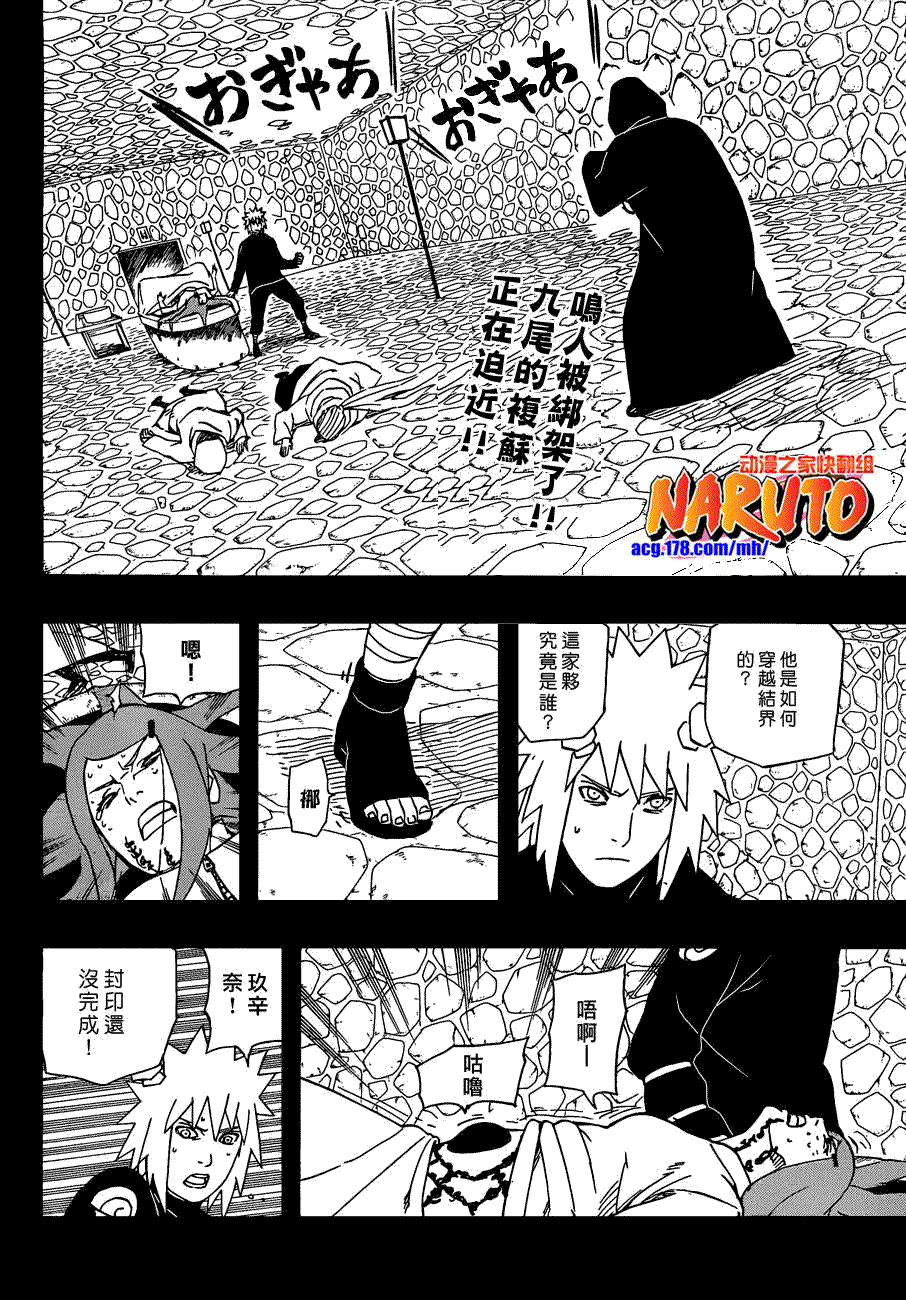 おぎゃあ
おぎゃあ
鳴人被綁架了!!
九尾的複蘇
正在迫近!!
动漫之家快翻组
NARUTO
acg.178.com/mh/
他是如何
穿越結界
的?
這家夥
究竟是誰?
挪
嗯!
唔啊—
咕嚕
玖辛
奈!
封印還
沒完成!